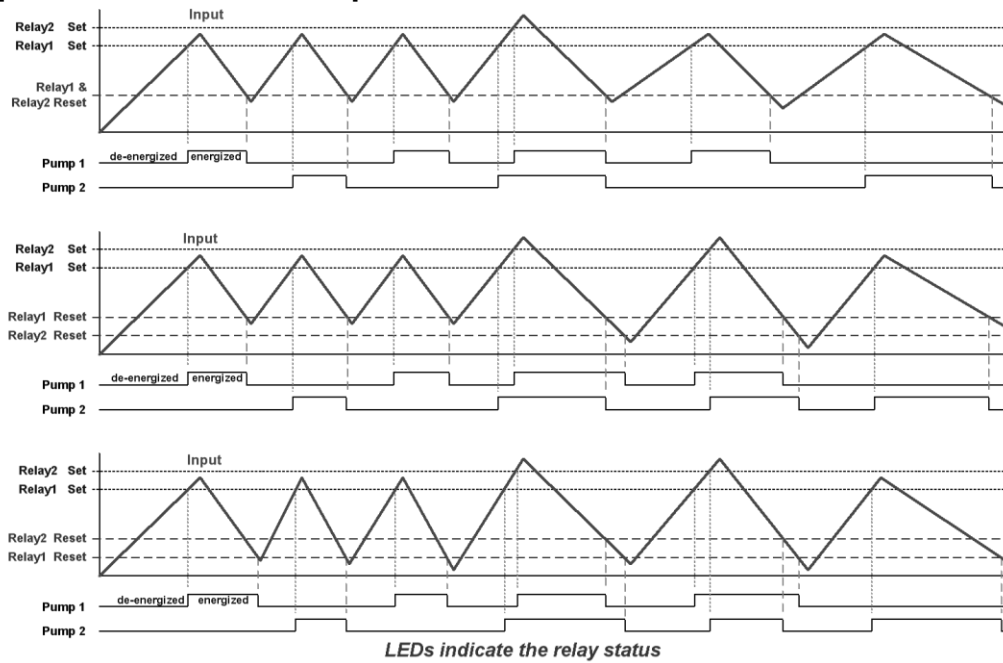 Input
Relay2 Set
Relay1 Set
Relay1 &
Relay2 Reset
de-energized energized
Pump 1
Pump 2
Input
Relay2 Set
Relay1 Set
Relay1 Reset
Relay2 Reset
de-energized energized
Pump 1
Pump 2
Input
Relay2 Set
Relay1 Set
Relay2 Reset
Relay1 Reset
de-energized energized
Pump 1
Pump 2
LEDs indicate the relay status